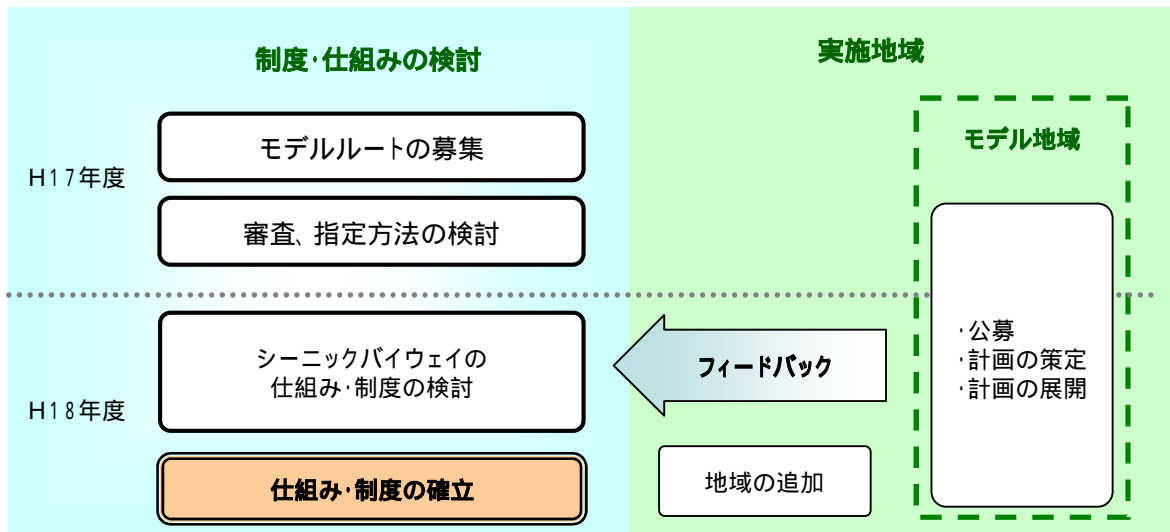 制度・仕組みの検討
実施地域
モデル地域
H17年度
モデルルートの募集
審査、指定方法の検討
H18年度
シーニックバイウェイの
仕組み・制度の検討
フィードバック
・公募
・計画の策定
・計画の展開
仕組み・制度の確立
地域の追加